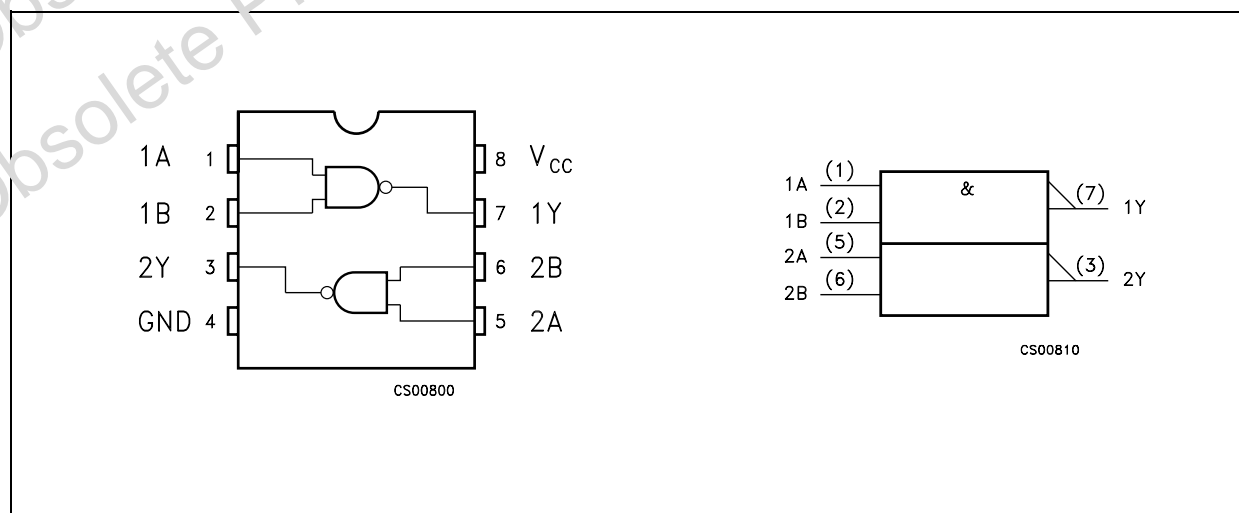 obsolete P
obsolete
1A 1 8 VCC
1B 2 7 1Y
2Y 3 6 2B
GND 4 5 2A
CS00800
1A (1) & (7) 1Y
1B (2)
2A (5) (3) 2Y
2B (6)
CS00810